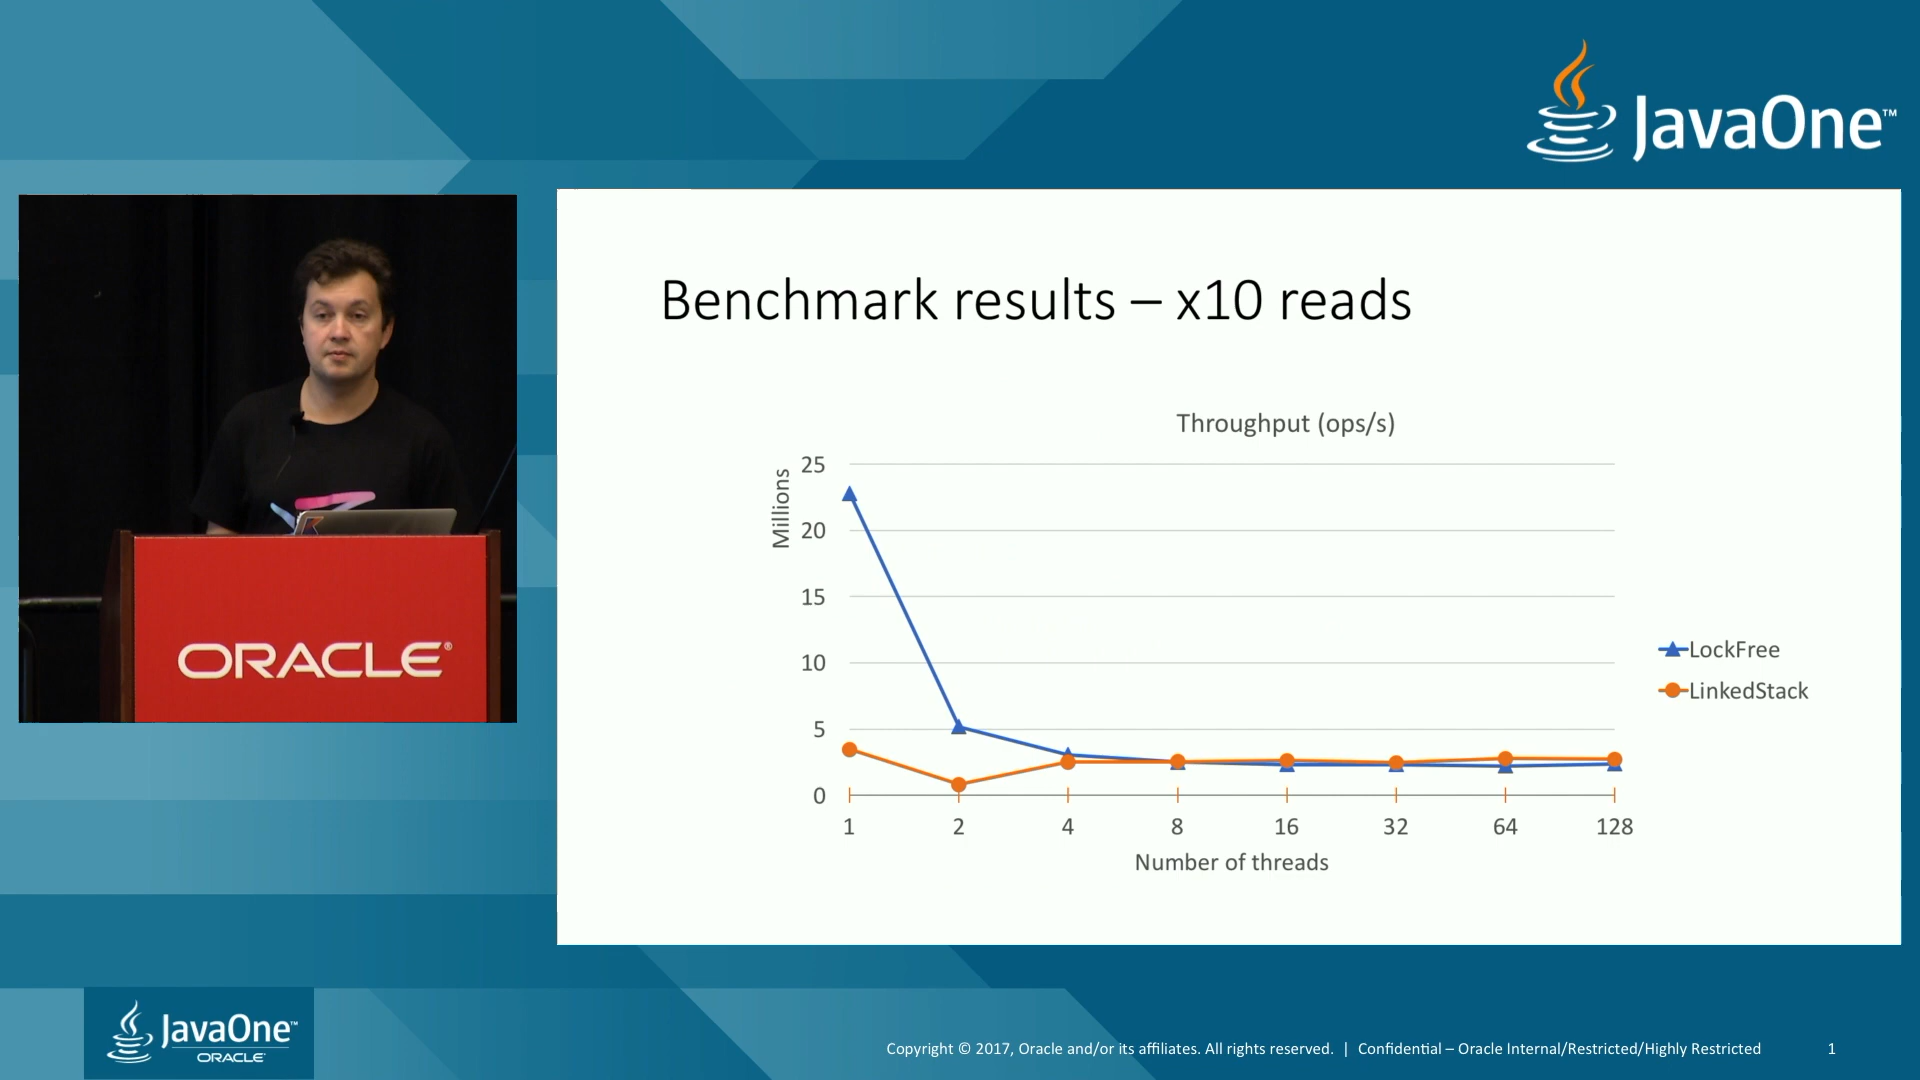 JavaOne™
ORACLE®
Benchmark results – x10 reads
Throughput (ops/s)
Millions
25
20
15
10
5
0
1 2 4 8 16 32 64 128
Number of threads
LockFree
LinkedStack
JavaOne™
ORACLE®
Copyright © 2017, Oracle and/or its affiliates. All rights reserved. | Confidential – Oracle Internal/Restricted/Highly Restricted 1